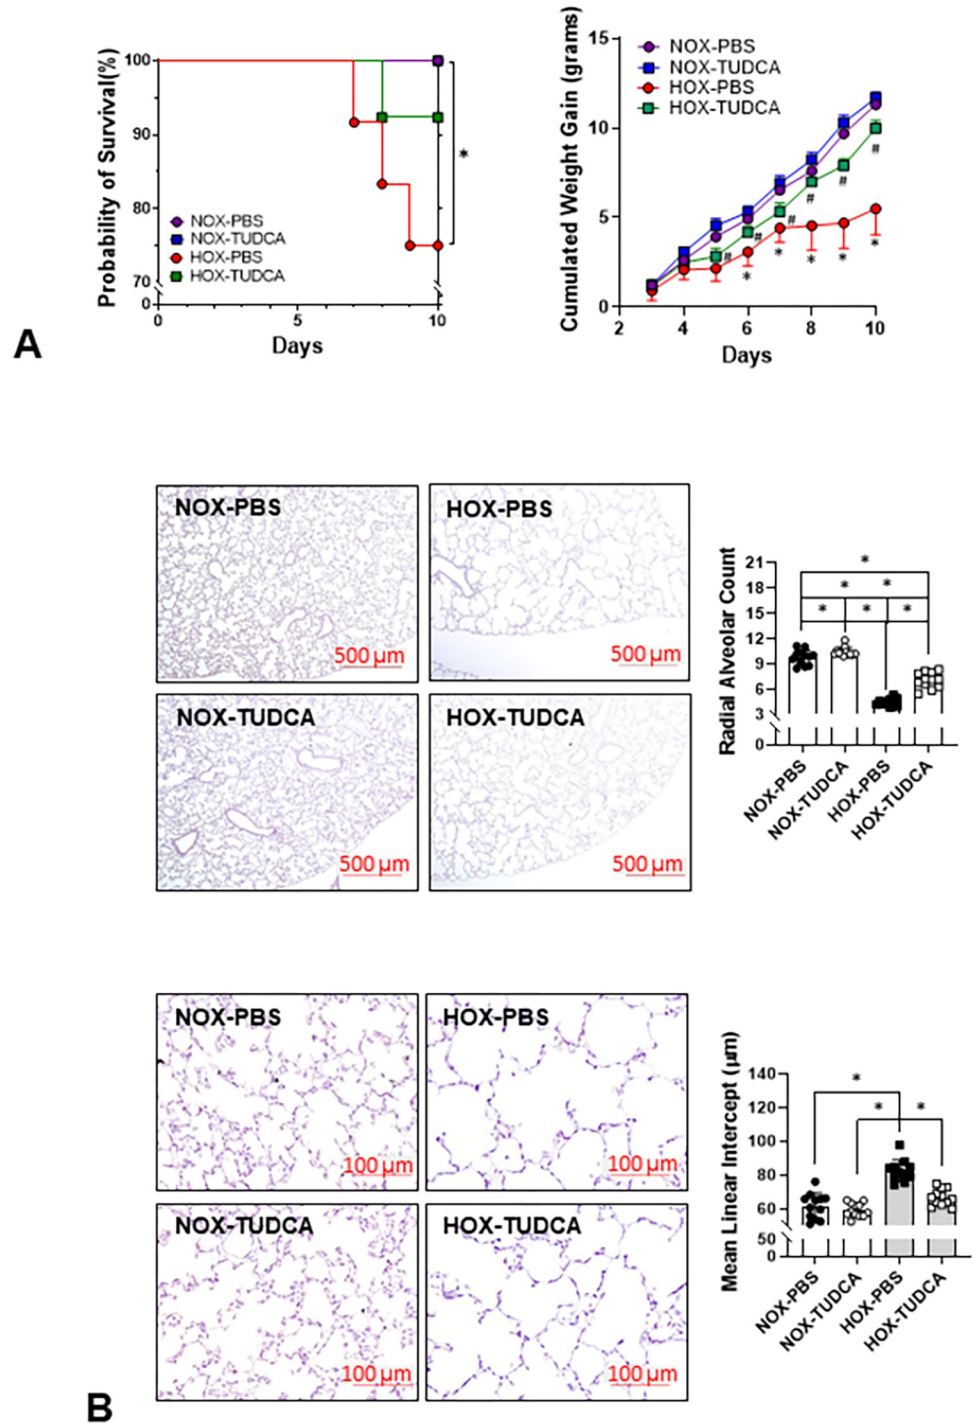 Probability of Survival(%)
100
90
80
70
0
NOX-PBS
NOX-TUDCA
HOX-PBS
HOX-TUDCA
0
5
10
Days
Cumulated Weight Gain (grams)
15
10
5
0
NOX-PBS
NOX-TUDCA
HOX-PBS
HOX-TUDCA
*
# # # # # #
* * * * *
2 4 6 8 10
Days
A
NOX-PBS
500 µm
HOX-PBS
500 µm
NOX-TUDCA
500 µm
HOX-TUDCA
500 µm
Radial Alveolar Count
21
18
15
12
9
6
3
0
*
* *
* * *
NOX-PBS
NOX-TUDCA
HOX-PBS
HOX-TUDCA
NOX-PBS
100 µm
HOX-PBS
100 µm
NOX-TUDCA
100 µm
HOX-TUDCA
100 µm
Mean Linear Intercept (µm)
140
120
100
80
60
50
0
*
* *
NOX-PBS
NOX-TUDCA
HOX-PBS
HOX-TUDCA
B